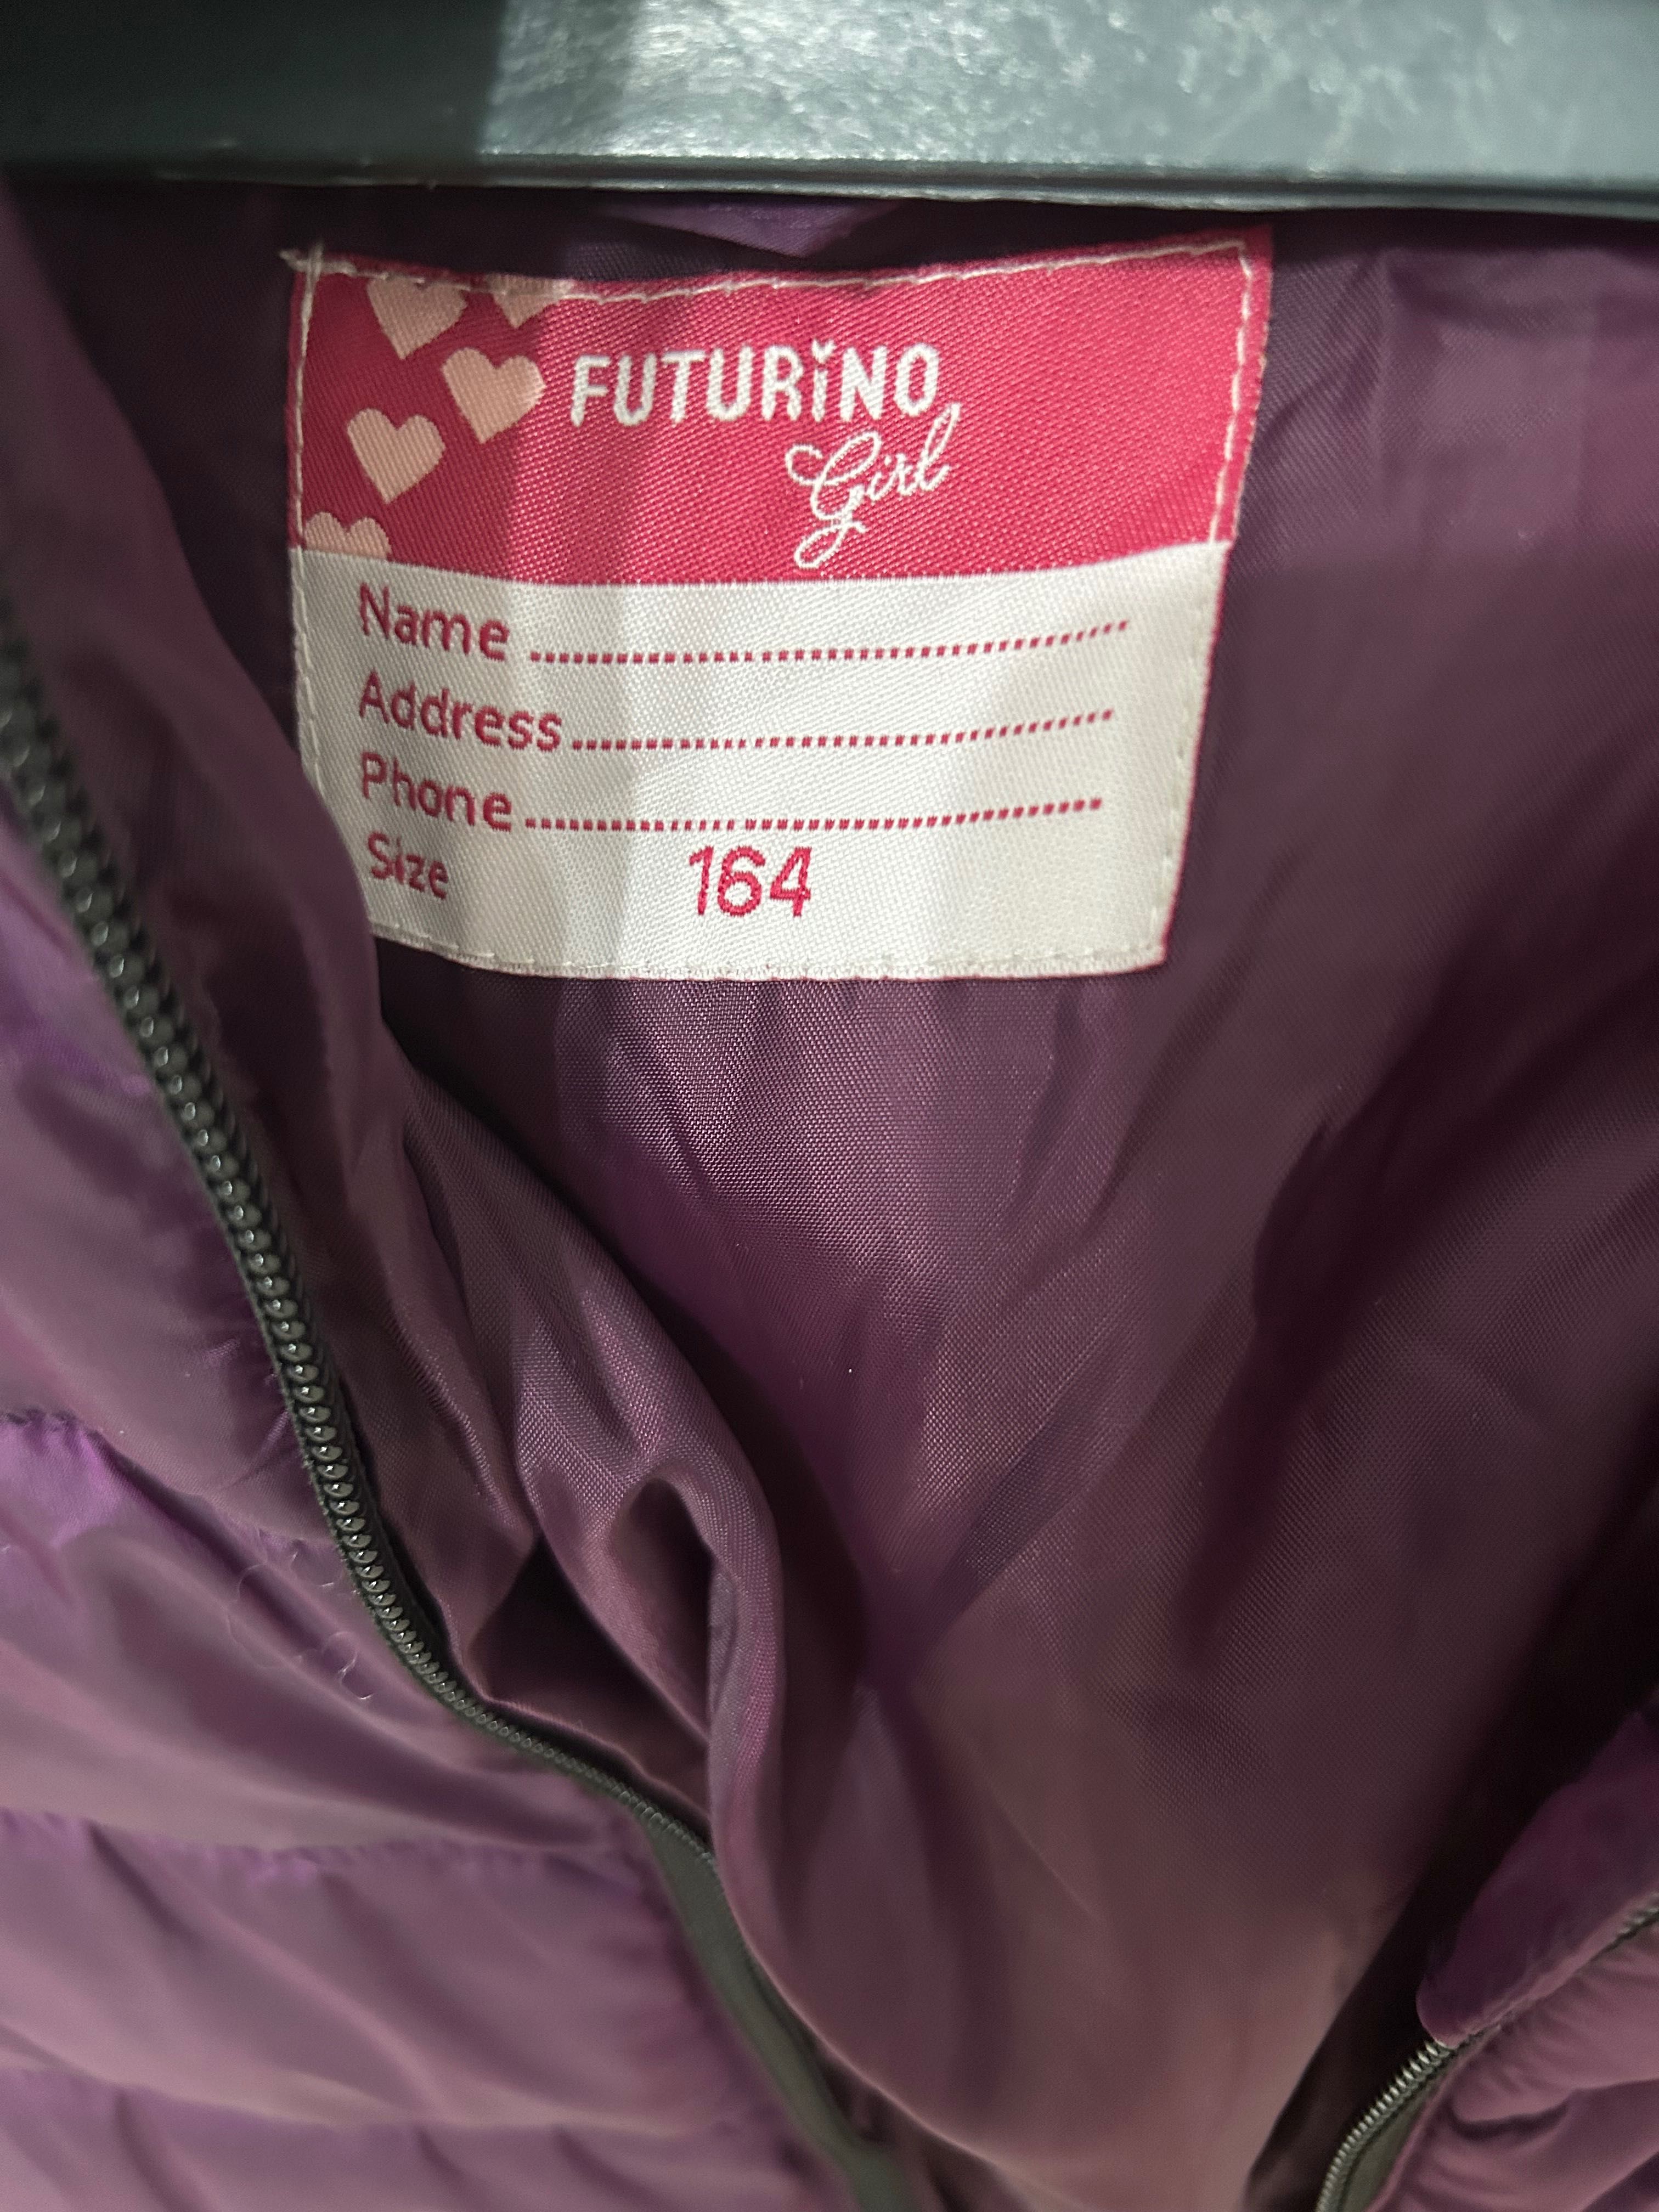 FUTURiNO
Girl
Name ...............................................
Address ...............................................
Phone ...............................................
Size 164